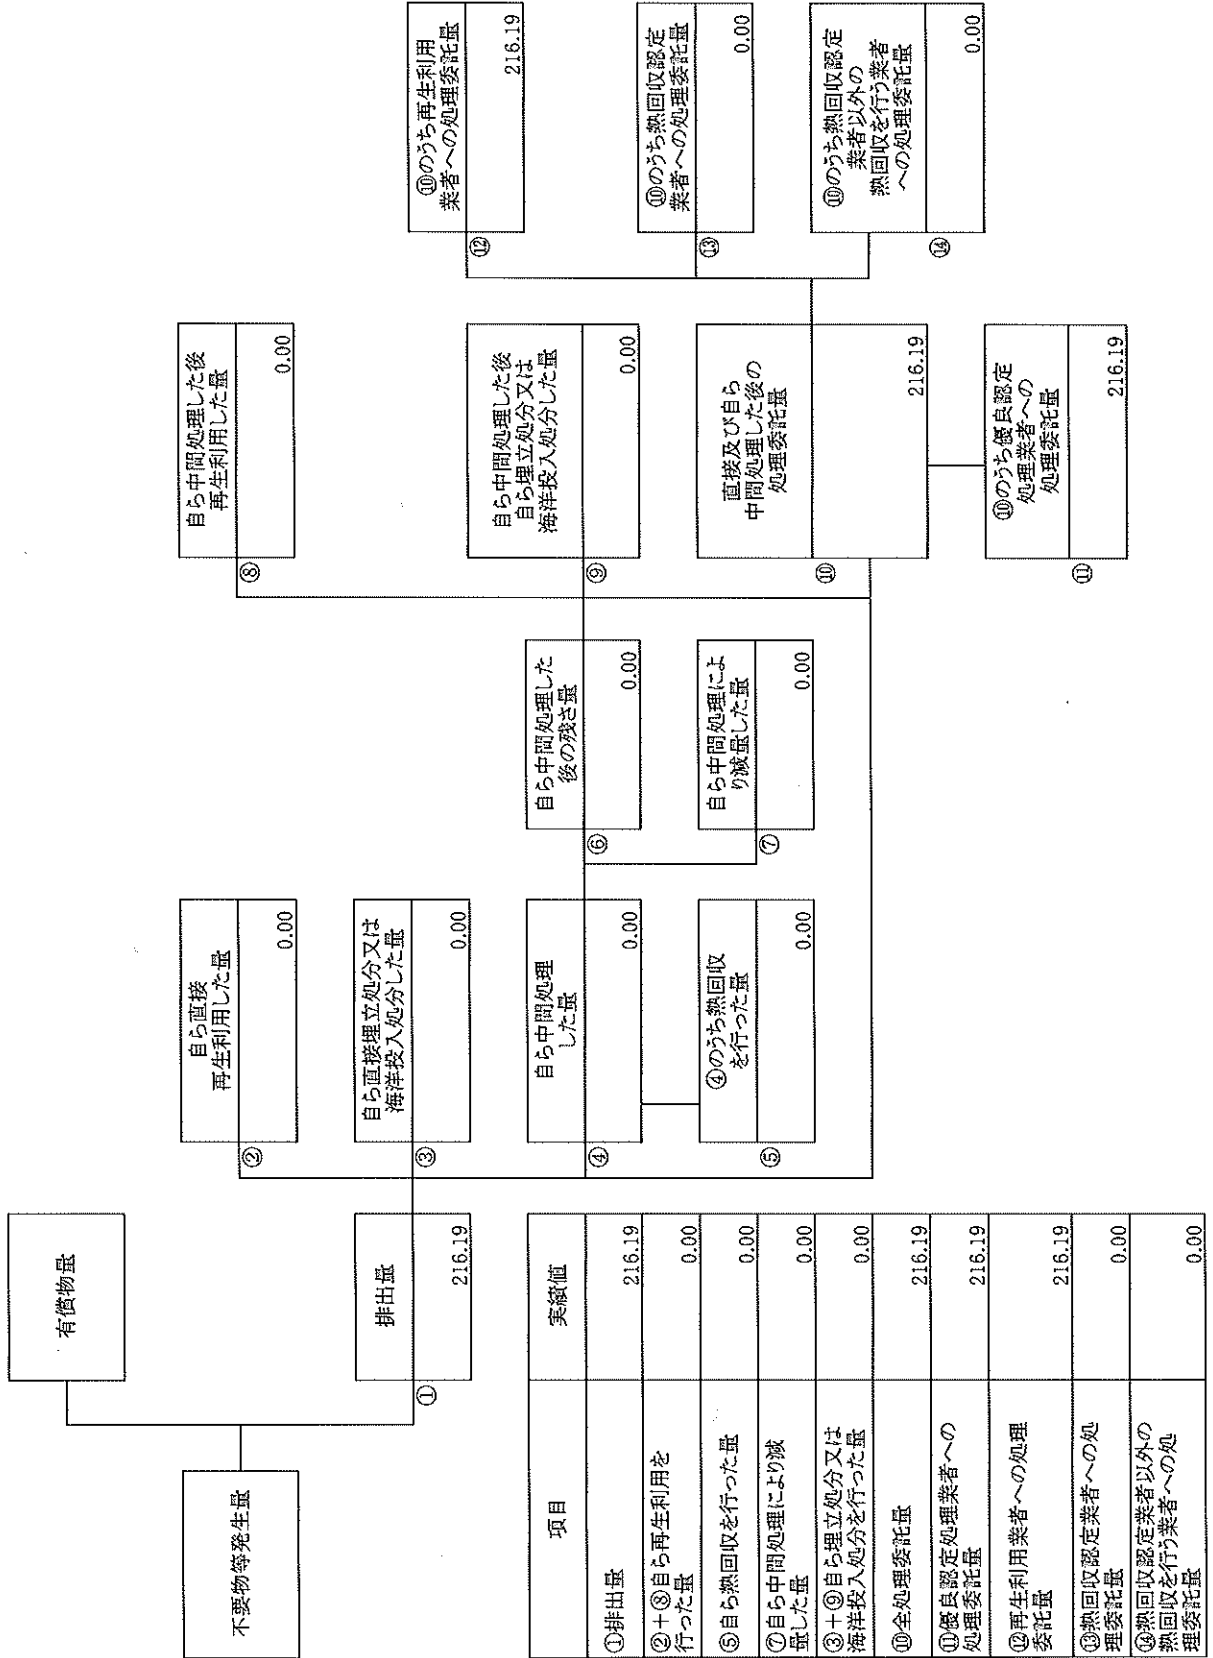 不要物等発生量
有償物量
排出量
①
216.19
自ら直接
再生利用した量
②
0.00
自ら直接埋立処分又は
海洋投入処分した量
③
0.00
自ら中間処理
した量
④
0.00
④のうち熱回収
を行った量
⑤
0.00
自ら中間処理した
後の残さ量
⑥
0.00
自ら中間処理によ
り減量した量
⑦
0.00
自ら中間処理した後
再生利用した量
⑧
0.00
自ら中間処理した後
自ら埋立処分又は
海洋投入処分した量
⑨
0.00
直接及び自ら
中間処理した後の
処理委託量
⑩
216.19
⑩のうち優良認定
処理業者への
処理委託量
⑪
216.19
⑩のうち再生利用
業者への処理委託量
⑫
216.19
⑩のうち熱回収認定
業者への処理委託量
⑬
0.00
⑩のうち熱回収認定
業者以外の
熱回収を行う業者
への処理委託量
⑭
0.00
項目 実績値
①排出量 216.19
②＋⑧自ら再生利用を
行った量 0.00
⑤自ら熱回収を行った量 0.00
⑦自ら中間処理により減
量した量 0.00
③＋⑨自ら埋立処分又は
海洋投入処分を行った量 0.00
⑩全処理委託量 216.19
⑪優良認定処理業者への
処理委託量 216.19
⑫再生利用業者への処理
委託量 216.19
⑬熱回収認定業者への処
理委託量 0.00
⑭熱回収認定業者以外の
熱回収を行う業者への処
理委託量 0.00